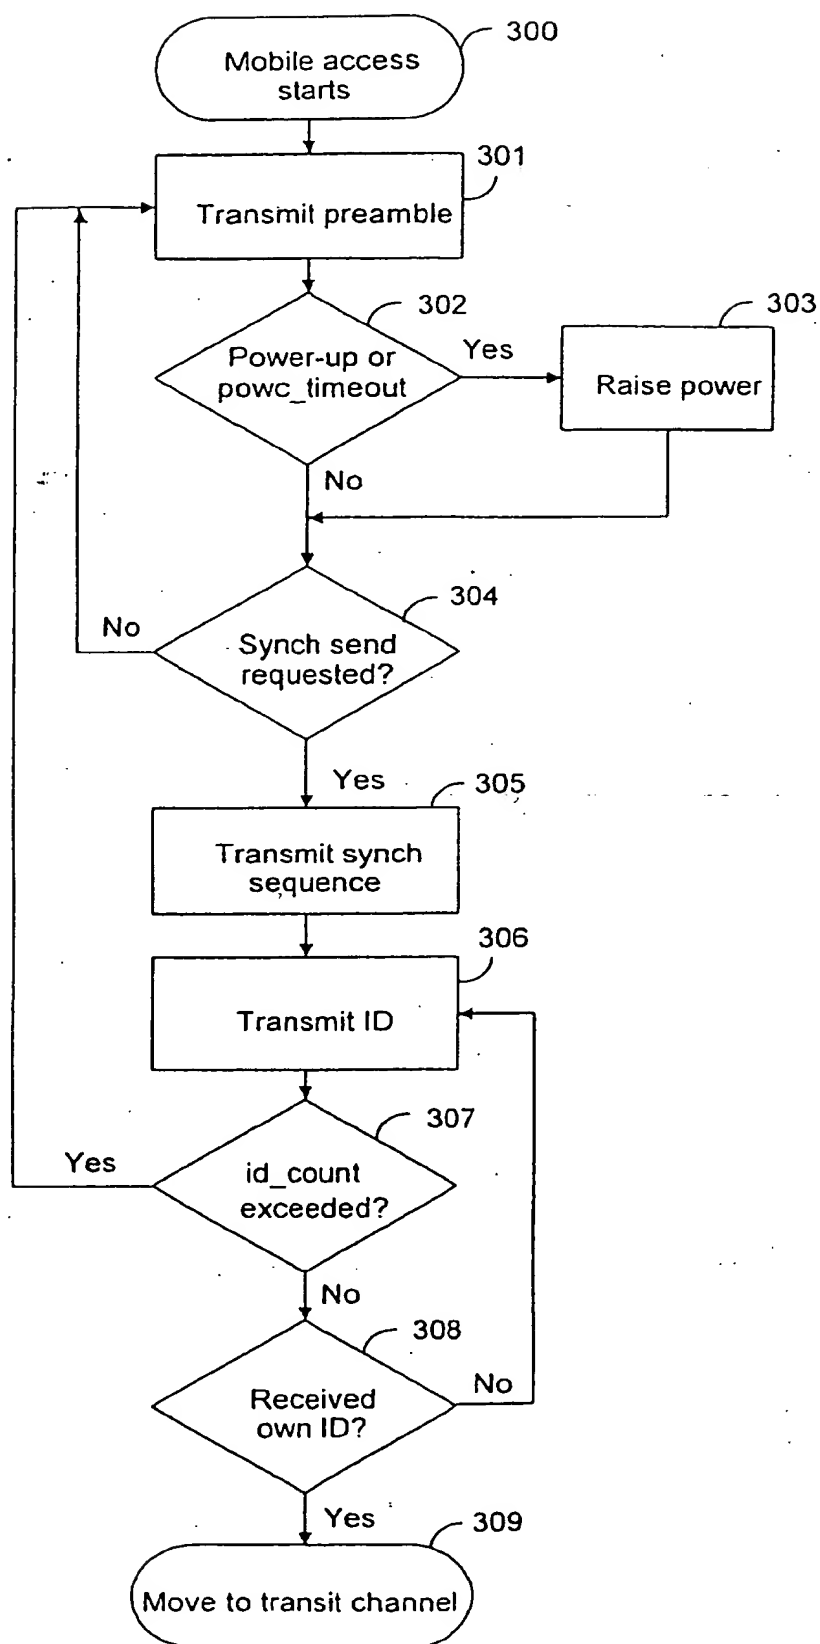 300
Mobile access
starts
301
Transmit preamble
302
303
Power-up or
powc_timeout
Yes
Raise power
No
304
No
Synch send
requested?
Yes
305
Transmit synch
sequence
306
Transmit ID
307
Yes
id_count
exceeded?
No
308
Received
own ID?
No
Yes
309
Move to transit channel